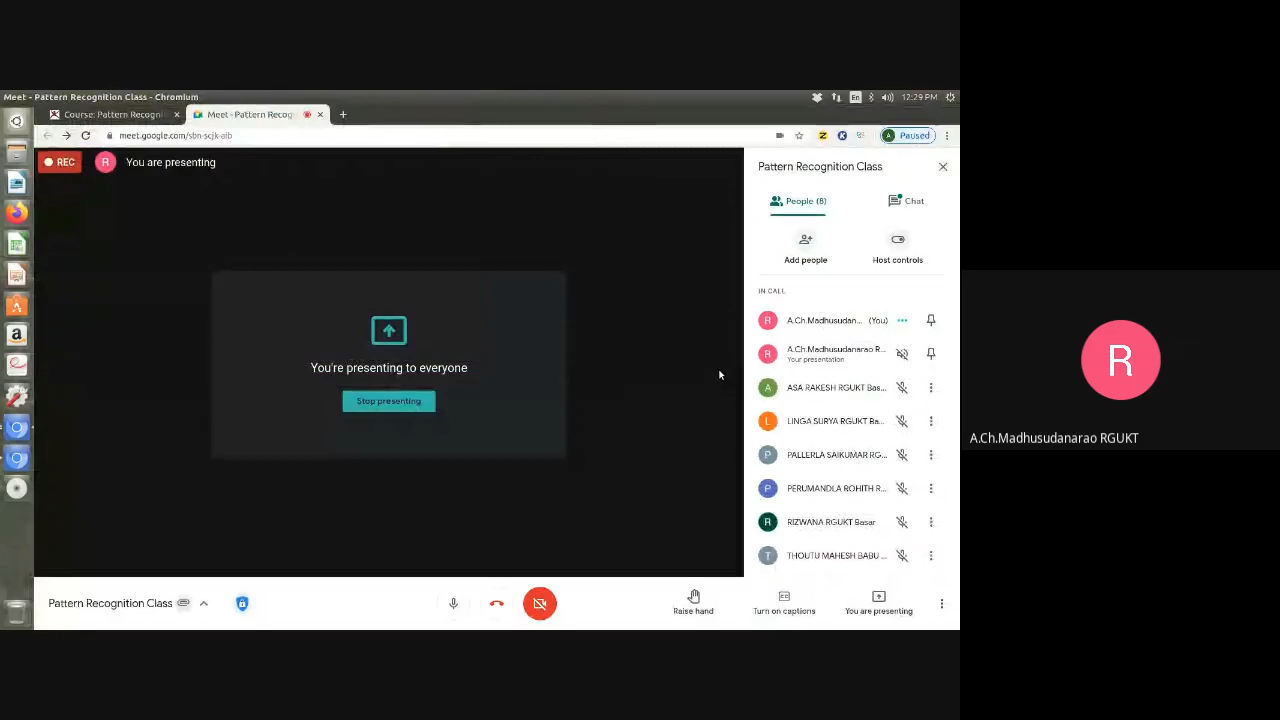 Meet - Pattern Recognition Class - Chromium
En
12:29 PM
Course: Pattern Recogniti
Meet - Pattern Recog
meet.google.com/sbn-scjk-aib
A
Paused
REC
R
You are presenting
Pattern Recognition Class
People (8)
Chat
Add people
Host controls
IN CALL
R A.Ch.Madhusudan... (You)
R A.Ch.Madhusudanarao R...
Your presentation
A ASA RAKESH RGUKT Bas...
L LINGA SURYA RGUKT Ba...
P PALLERLA SAIKUMAR RG...
P PERUMANDLA ROHITH R...
R RIZWANA RGUKT Basar
T THOUTU MAHESH BABU ...
You're presenting to everyone
Stop presenting
Pattern Recognition Class
Raise hand
Turn on captions
You are presenting
R
A.Ch.Madhusudanarao RGUKT